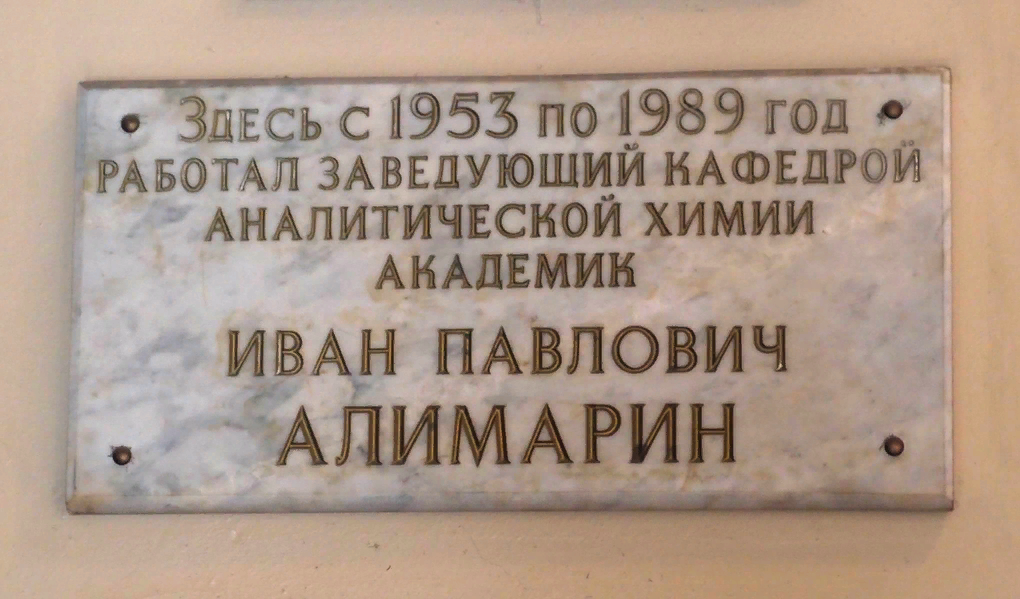 Здесь с 1953 по 1989 год
работал заведующий кафедрой
аналитической химии
академик
Иван Павлович
Алимарин